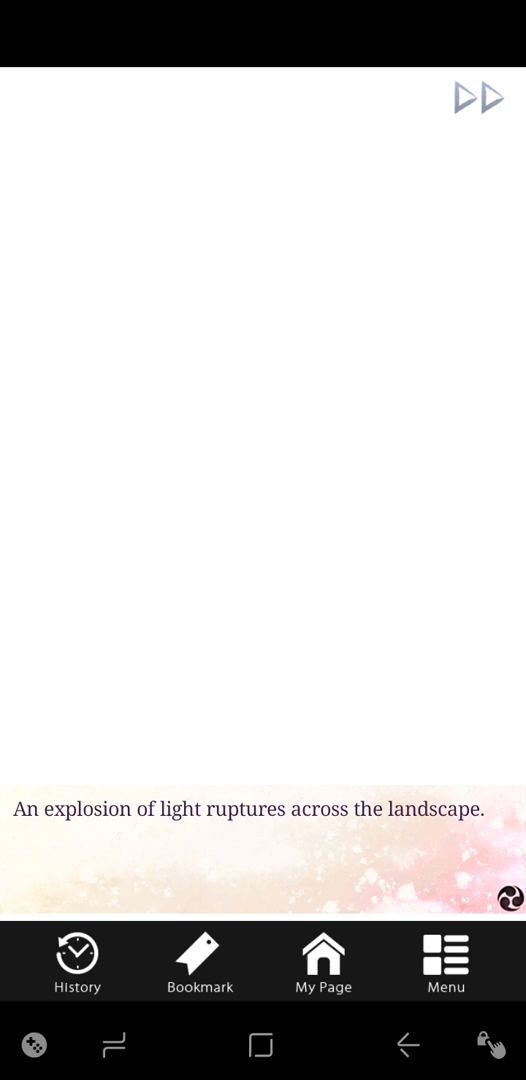 An explosion of light ruptures across the landscape.
History
Bookmark
My Page
Menu